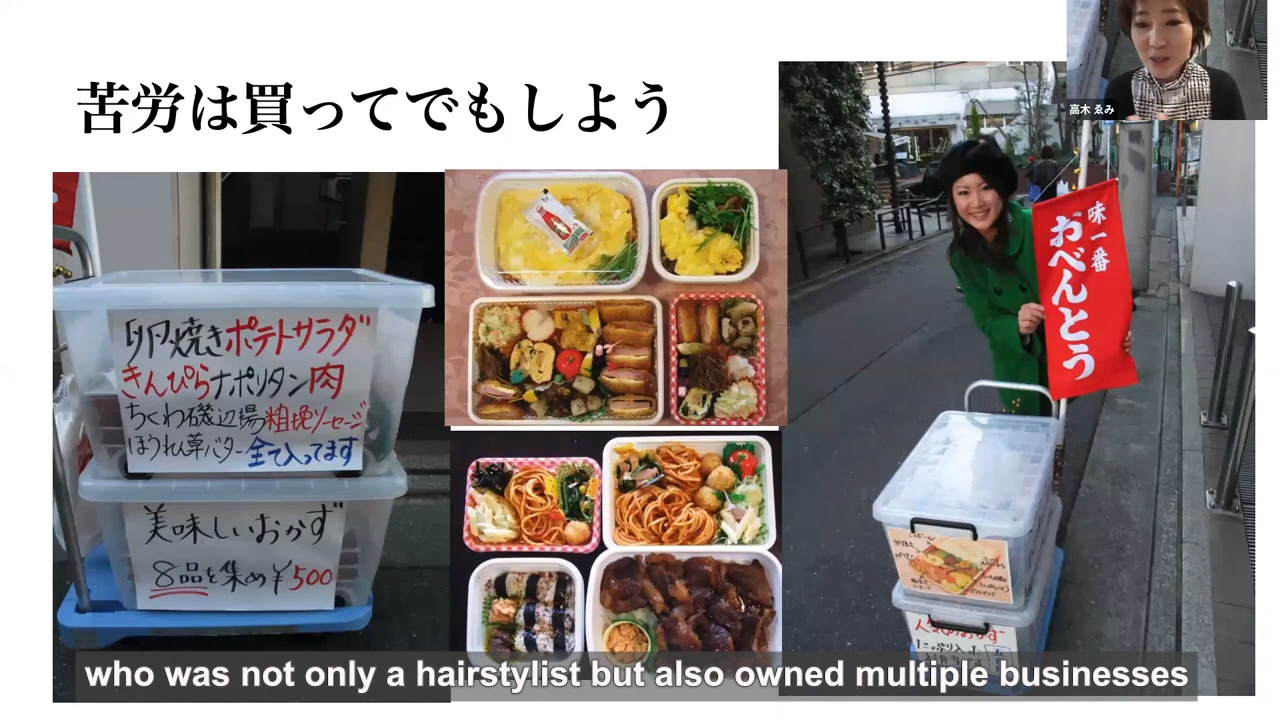 苦労は買ってでもしよう
高木 ゑみ
味一番
おべんとう
卵焼きポテトサラダ
きんぴらナポリタン肉
ちくわ磯辺揚粗挽ソーセージ
ほうれん草バター全て入ってます
美味しいおかず
8品を集め¥500
who was not only a hairstylist but also owned multiple businesses